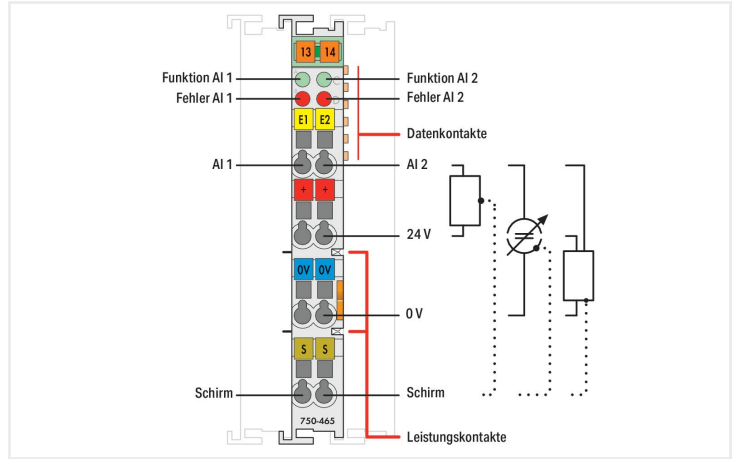 13 14
Funktion AI 1
Funktion AI 2
Fehler AI 1
Fehler AI 2
E1 E2
Datenkontakte
AI 1
AI 2
+ +
24 V
0V 0V
0 V
S S
Schirm
Schirm
750-465
Leistungskontakte